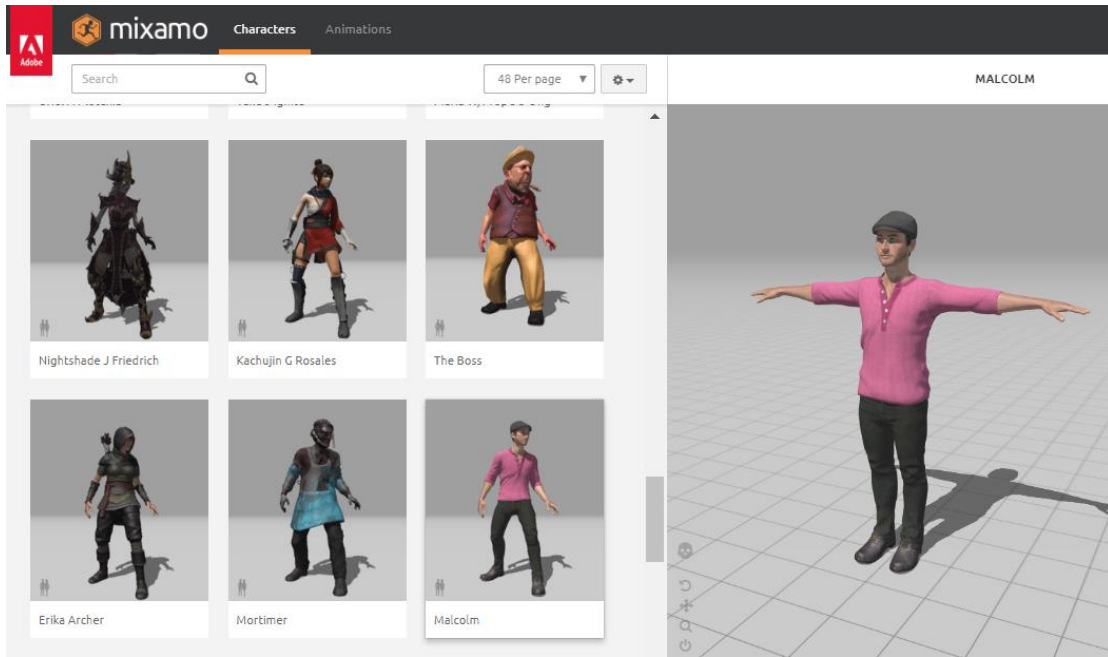 mixamo
Characters
Animations
Adobe
Search
48 Per page
MALCOLM
Nightshade J Friedrich
Kachujin G Rosales
The Boss
Erika Archer
Mortimer
Malcolm